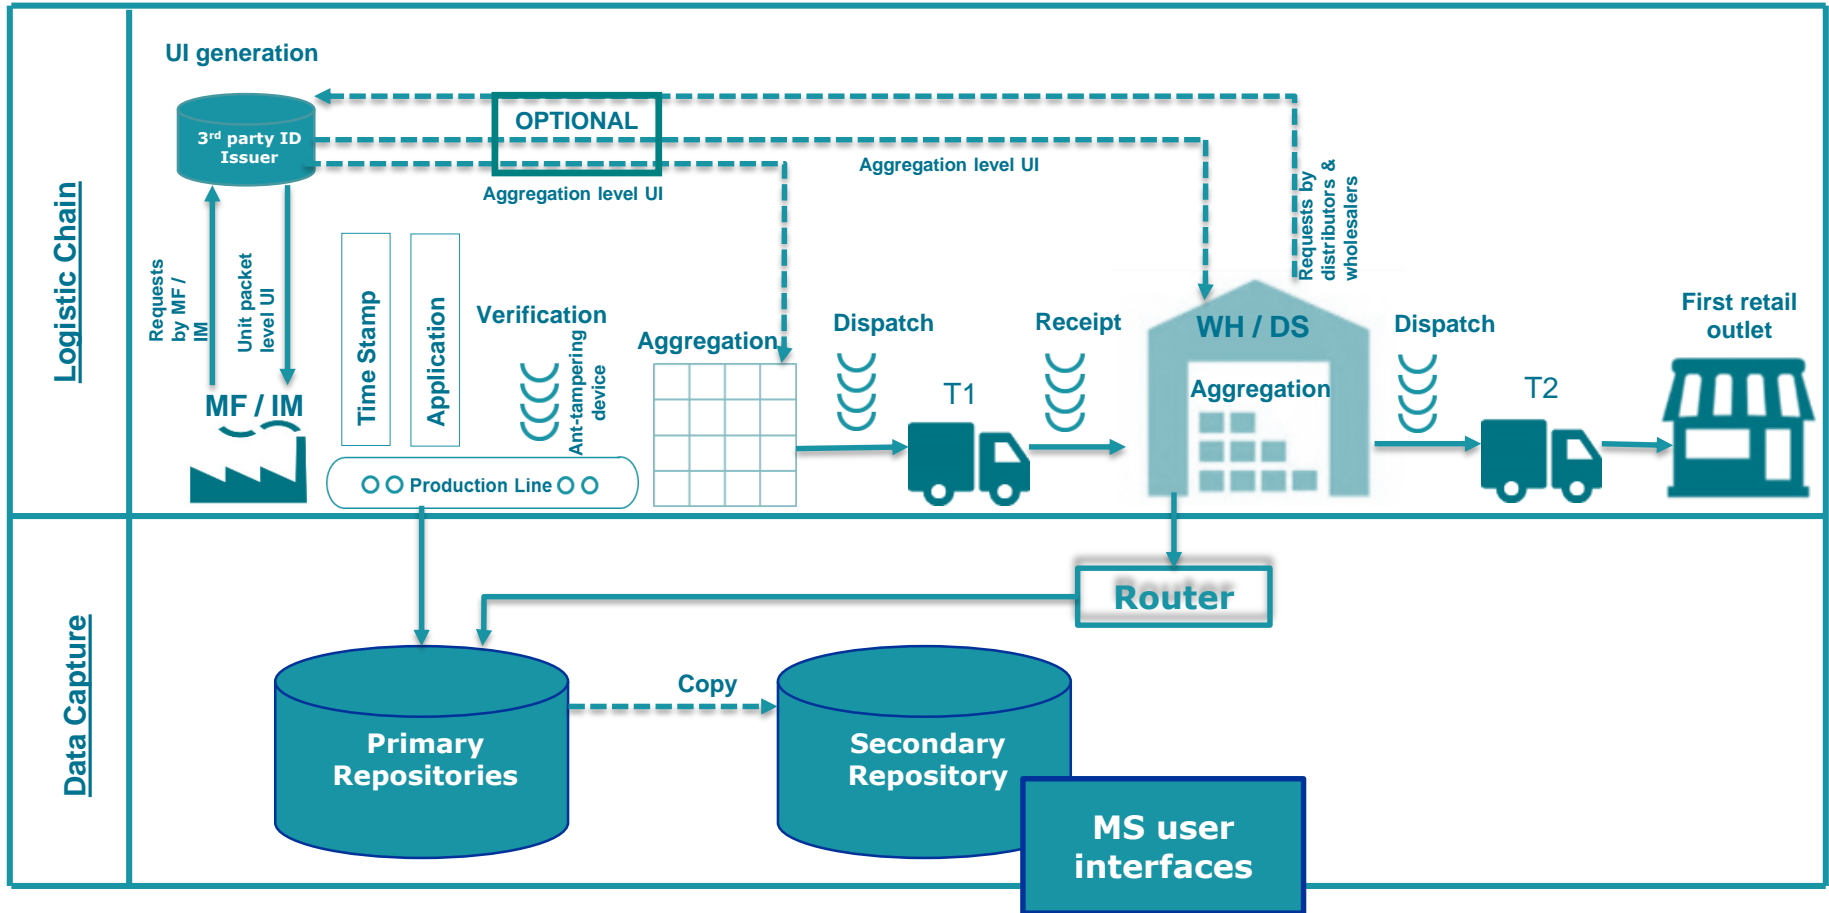 UI generation
3rd party ID
Issuer
OPTIONAL
Aggregation level UI
Aggregation level UI
Requests by
distributors &
wholesalers
Logistic Chain
Requests
by MF /
IM
Unit packet
level UI
MF / IM
Time Stamp
Application
Verification
Ant-tampering
device
Production Line
Aggregation
Dispatch
T1
Receipt
WH / DS
Aggregation
Dispatch
T2
First retail
outlet
Data Capture
Router
Primary
Repositories
Copy
Secondary
Repository
MS user
interfaces